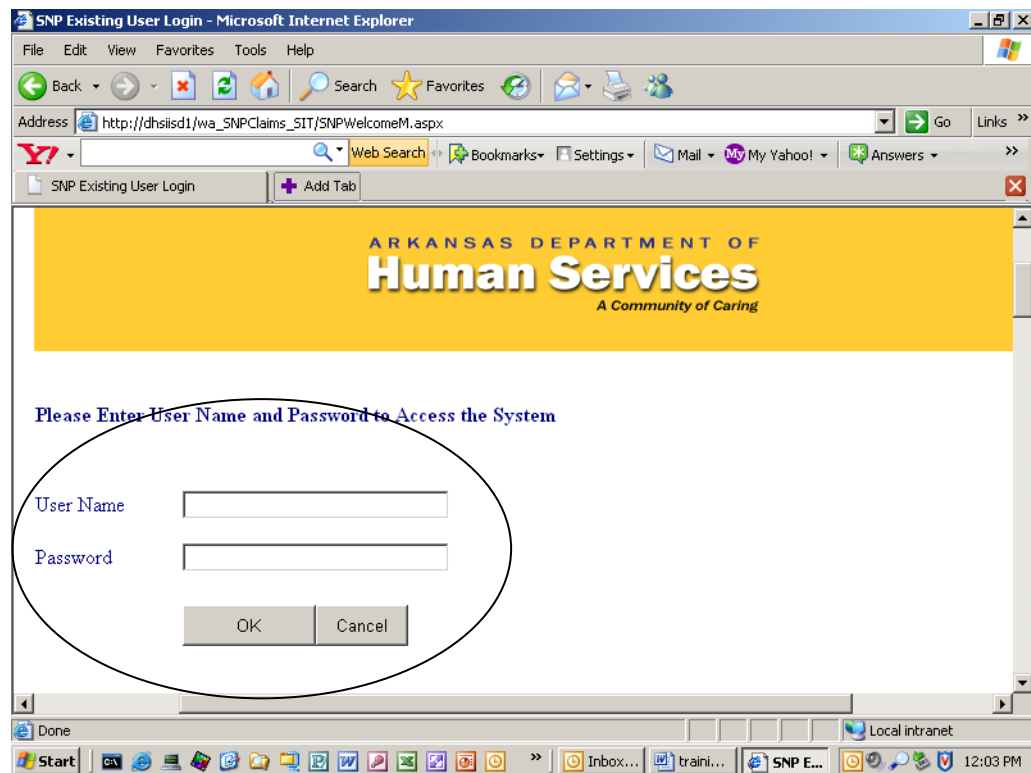 SNP Existing User Login - Microsoft Internet Explorer
File Edit View Favorites Tools Help
Back Search Favorites
Address http://dhsiisd1/wa_SNPClaims_SIT/SNPWelcomeM.aspx Go Links »
Y! Web Search Bookmarks Settings Mail My My Yahoo! Answers »
SNP Existing User Login Add Tab
ARKANSAS DEPARTMENT OF
Human Services
A Community of Caring
Please Enter User Name and Password to Access the System
User Name
Password
OK Cancel
Done Local intranet
Start » Inbox... traini... SNP E... 12:03 PM